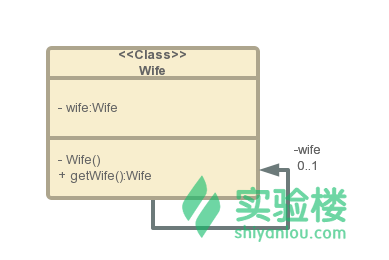 <<Class>>
Wife
- wife:Wife
- Wife()
+ getWife():Wife
-wife
0..1
实验楼
shiyanlou.com